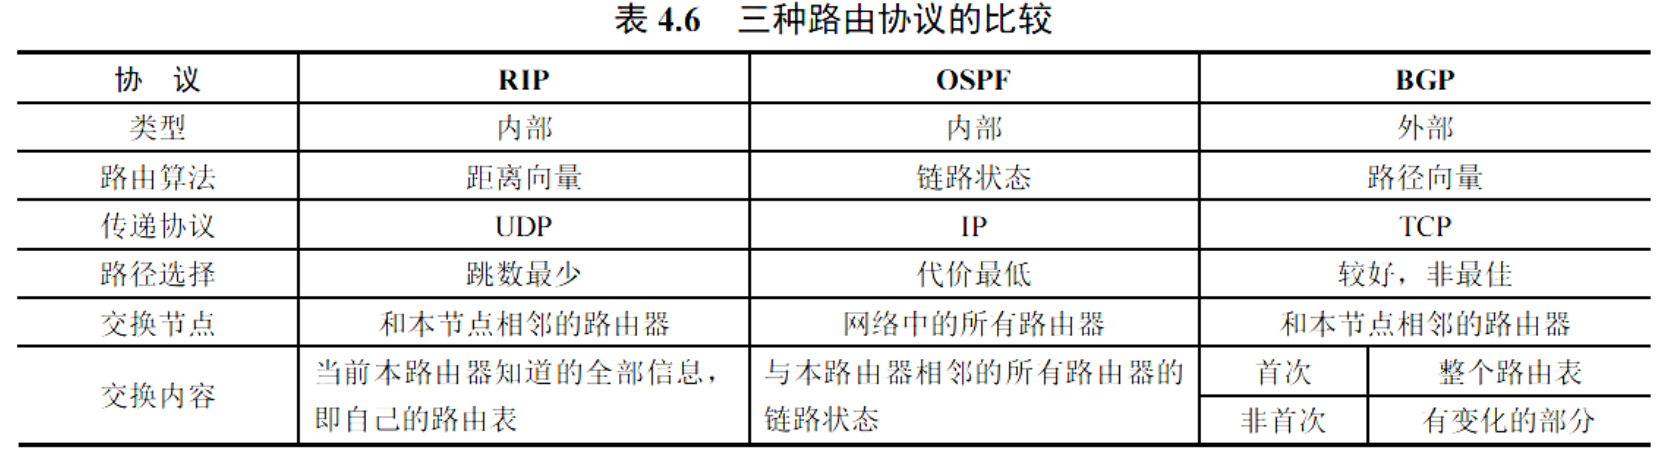 表 4.6 三种路由协议的比较
协 议 RIP OSPF BGP
类型 内部 内部 外部
路由算法 距离向量 链路状态 路径向量
传递协议 UDP IP TCP
路径选择 跳数最少 代价最低 较好，非最佳
交换节点 和本节点相邻的路由器 网络中的所有路由器 和本节点相邻的路由器
交换内容
当前本路由器知道的全部信息，
即自己的路由表
与本路由器相邻的所有路由器的
链路状态
首次 整个路由表
非首次 有变化的部分